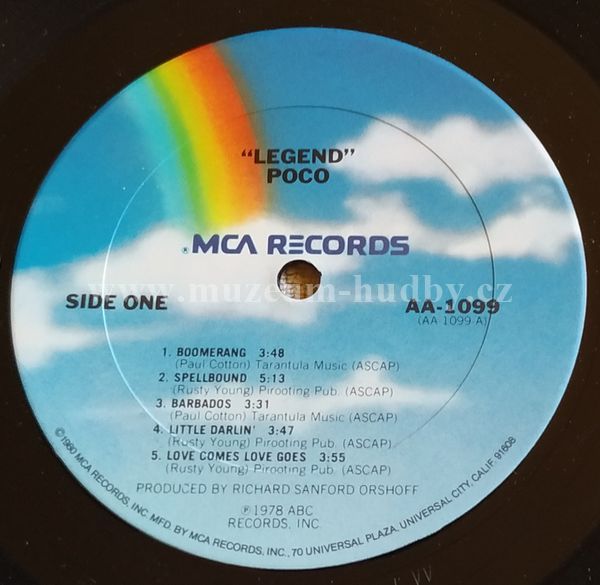 "LEGEND"
POCO
® MCA RECORDS
www.muzeum-hudby.cz
SIDE ONE
AA-1099
(AA 1099 A)
1. BOOMERANG 3:48
(Paul Cotton) Tarantula Music (ASCAP)
2. SPELLBOUND 5:13
(Rusty Young) Pirooting Pub. (ASCAP)
3. BARBADOS 3:31
(Paul Cotton) Tarantula Music (ASCAP)
4. LITTLE DARLIN' 3:47
(Rusty Young) Pirooting Pub. (ASCAP)
5. LOVE COMES LOVE GOES 3:55
(Rusty Young) Pirooting Pub. (ASCAP)
PRODUCED BY RICHARD SANFORD ORSHOFF
℗ 1978 ABC
RECORDS, INC.
©1980 MCA RECORDS, INC. MFD. BY MCA RECORDS, INC., 70 UNIVERSAL PLAZA, UNIVERSAL CITY, CALIF. 91608